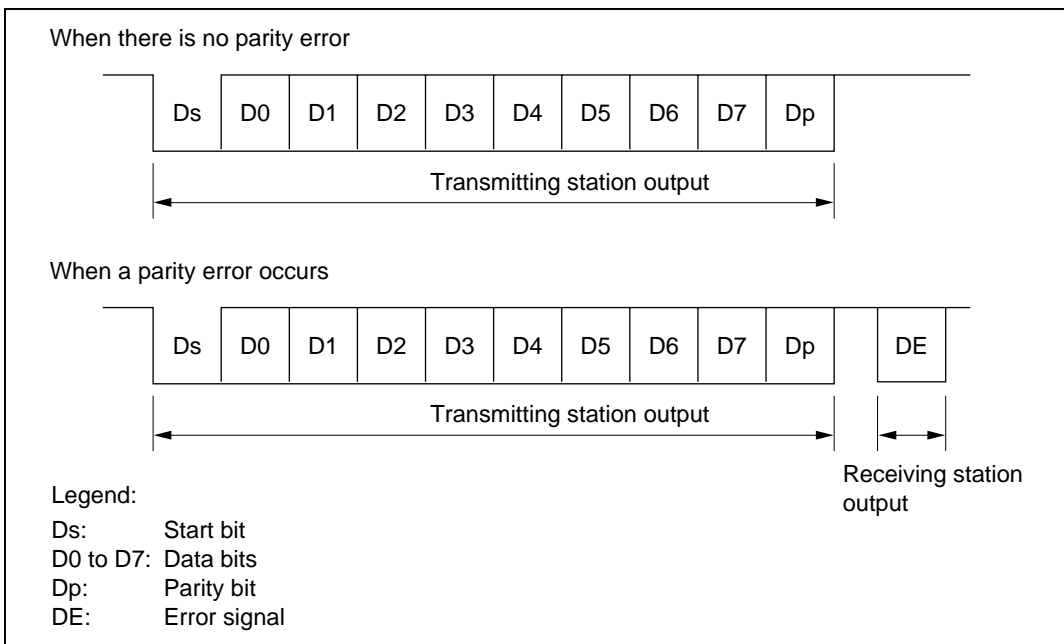 When there is no parity error
Ds D0 D1 D2 D3 D4 D5 D6 D7 Dp
Transmitting station output
When a parity error occurs
Ds D0 D1 D2 D3 D4 D5 D6 D7 Dp DE
Transmitting station output
Receiving station
output
Legend:
Ds: Start bit
D0 to D7: Data bits
Dp: Parity bit
DE: Error signal